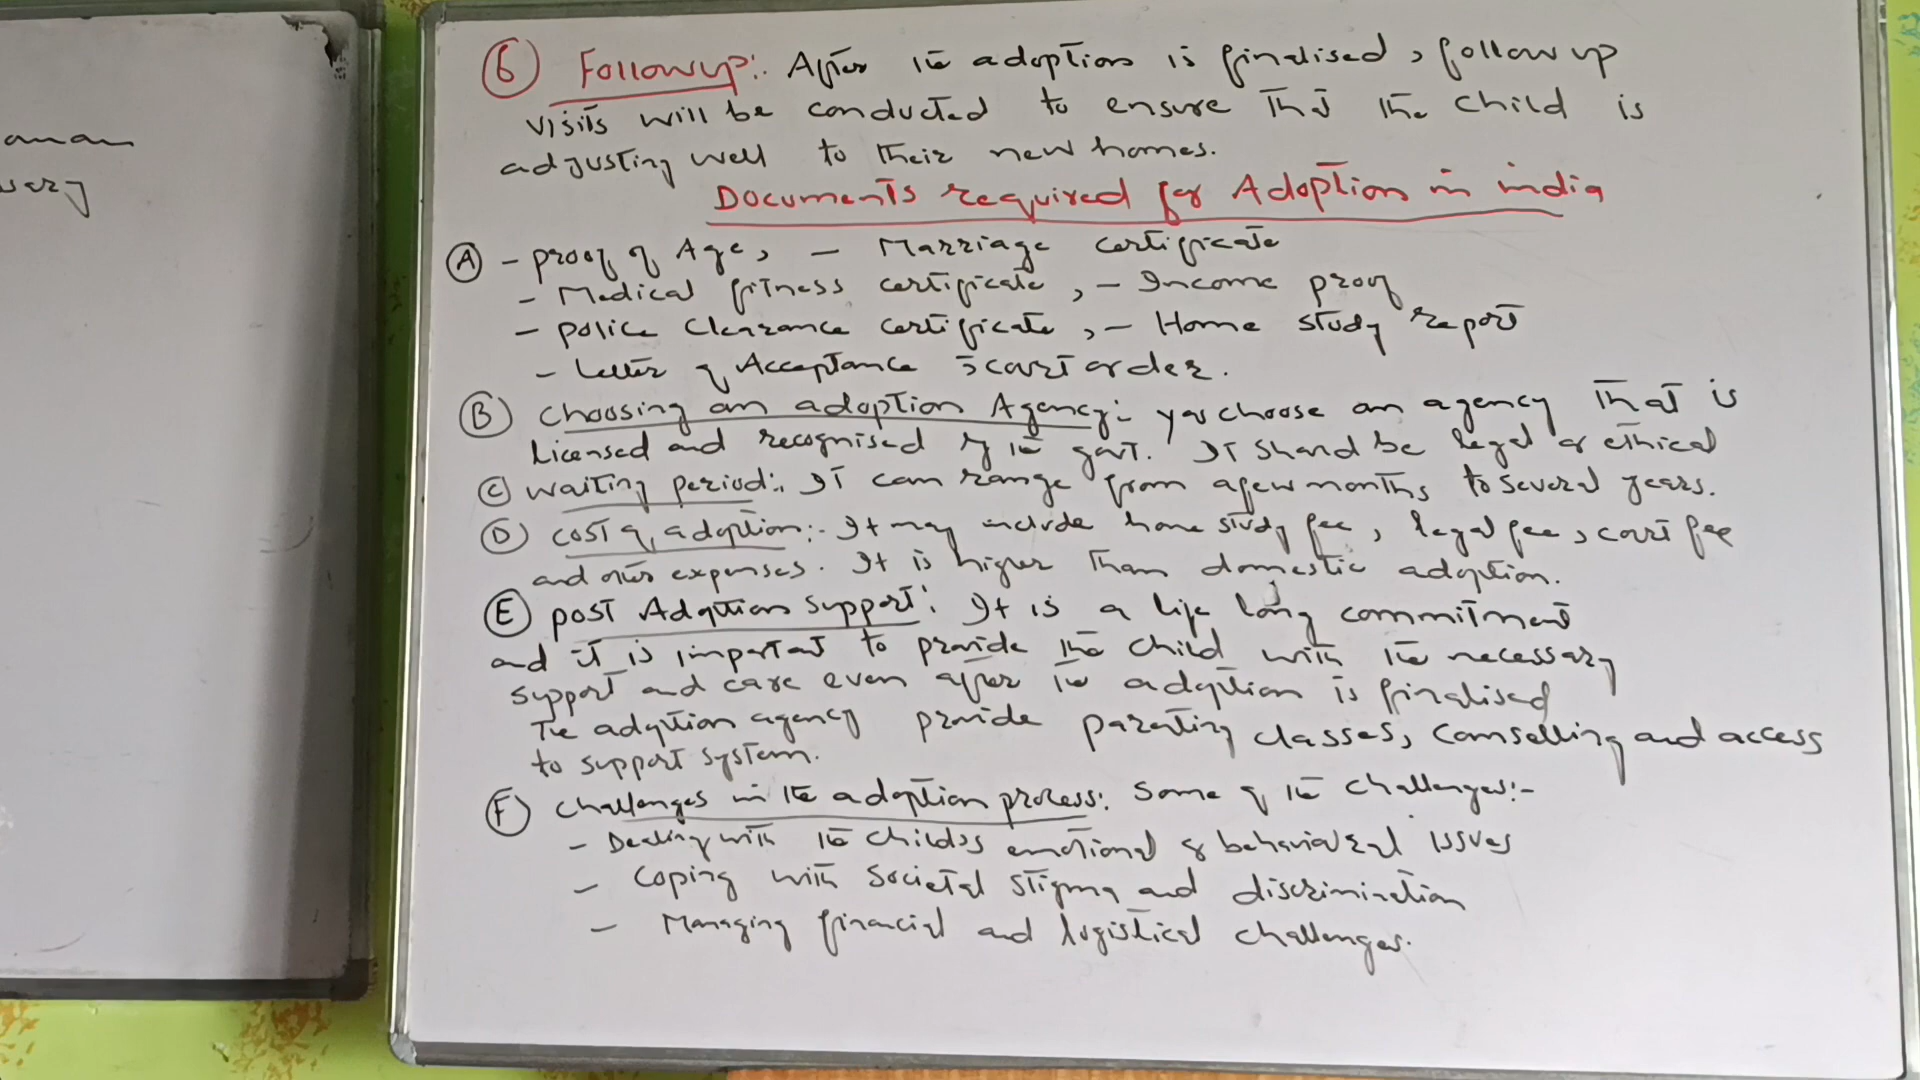 aman
⑥ Followup:. After the adoption is finalised, follow up
visits will be conducted to ensure that the child is
adjusting well to their new homes.
Documents required for Adoption in india
Ⓐ - proof of Age, - Marriage certificate
- Medical fitness certificate, - Income proof
- police Clearance certificate, - Home study report
- Letter of Acceptance & court order.
Ⓑ choosing an adoption Agency:- you choose an agency that is
Licensed and recognised by the govt. It should be legal & ethical
Ⓒ waiting period:. It can range from a few months to several years.
Ⓓ cost of adoption:- It may include home study fee, legal fee, court fee
and other expenses. It is higher than domestic adoption.
Ⓔ post Adoption support: It is a life long commitment
and it is important to provide the child with the necessary
support and care even after the adoption is finalised
The adoption agency provide parenting classes, counselling and access
to support system.
Ⓕ challenges in the adoption process: Some of the challenges:-
- Dealing with the child's emotional & behavioural issues
- Coping with societal stigma and discrimination
- Managing financial and logistical challenges.